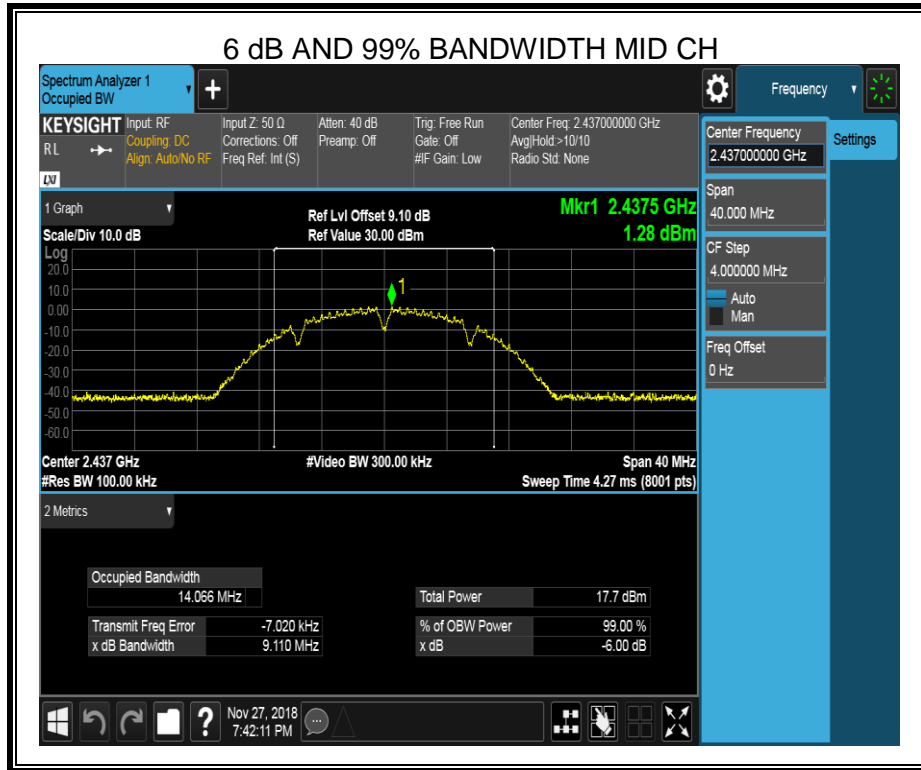 6 dB AND 99% BANDWIDTH MID CH
Spectrum Analyzer 1
Occupied BW
+
Frequency
KEYSIGHT
RL
LXI
Input: RF
Coupling: DC
Align: Auto/No RF
Input Z: 50 Ω
Corrections: Off
Freq Ref: Int (S)
Atten: 40 dB
Preamp: Off
Trig: Free Run
Gate: Off
#IF Gain: Low
Center Freq: 2.437000000 GHz
Avg|Hold:>10/10
Radio Std: None
Center Frequency
2.437000000 GHz
Settings
Span
40.000 MHz
CF Step
4.000000 MHz
Auto
Man
Freq Offset
0 Hz
1 Graph
Scale/Div 10.0 dB
Ref Lvl Offset 9.10 dB
Ref Value 30.00 dBm
Mkr1 2.4375 GHz
1.28 dBm
Log
20.0
10.0
0.00
-10.0
-20.0
-30.0
-40.0
-50.0
-60.0
1
Center 2.437 GHz
#Video BW 300.00 kHz
Span 40 MHz
#Res BW 100.00 kHz
Sweep Time 4.27 ms (8001 pts)
2 Metrics
Occupied Bandwidth
14.066 MHz
Total Power 17.7 dBm
Transmit Freq Error -7.020 kHz
% of OBW Power 99.00 %
x dB Bandwidth 9.110 MHz
x dB -6.00 dB
?
Nov 27, 2018
7:42:11 PM